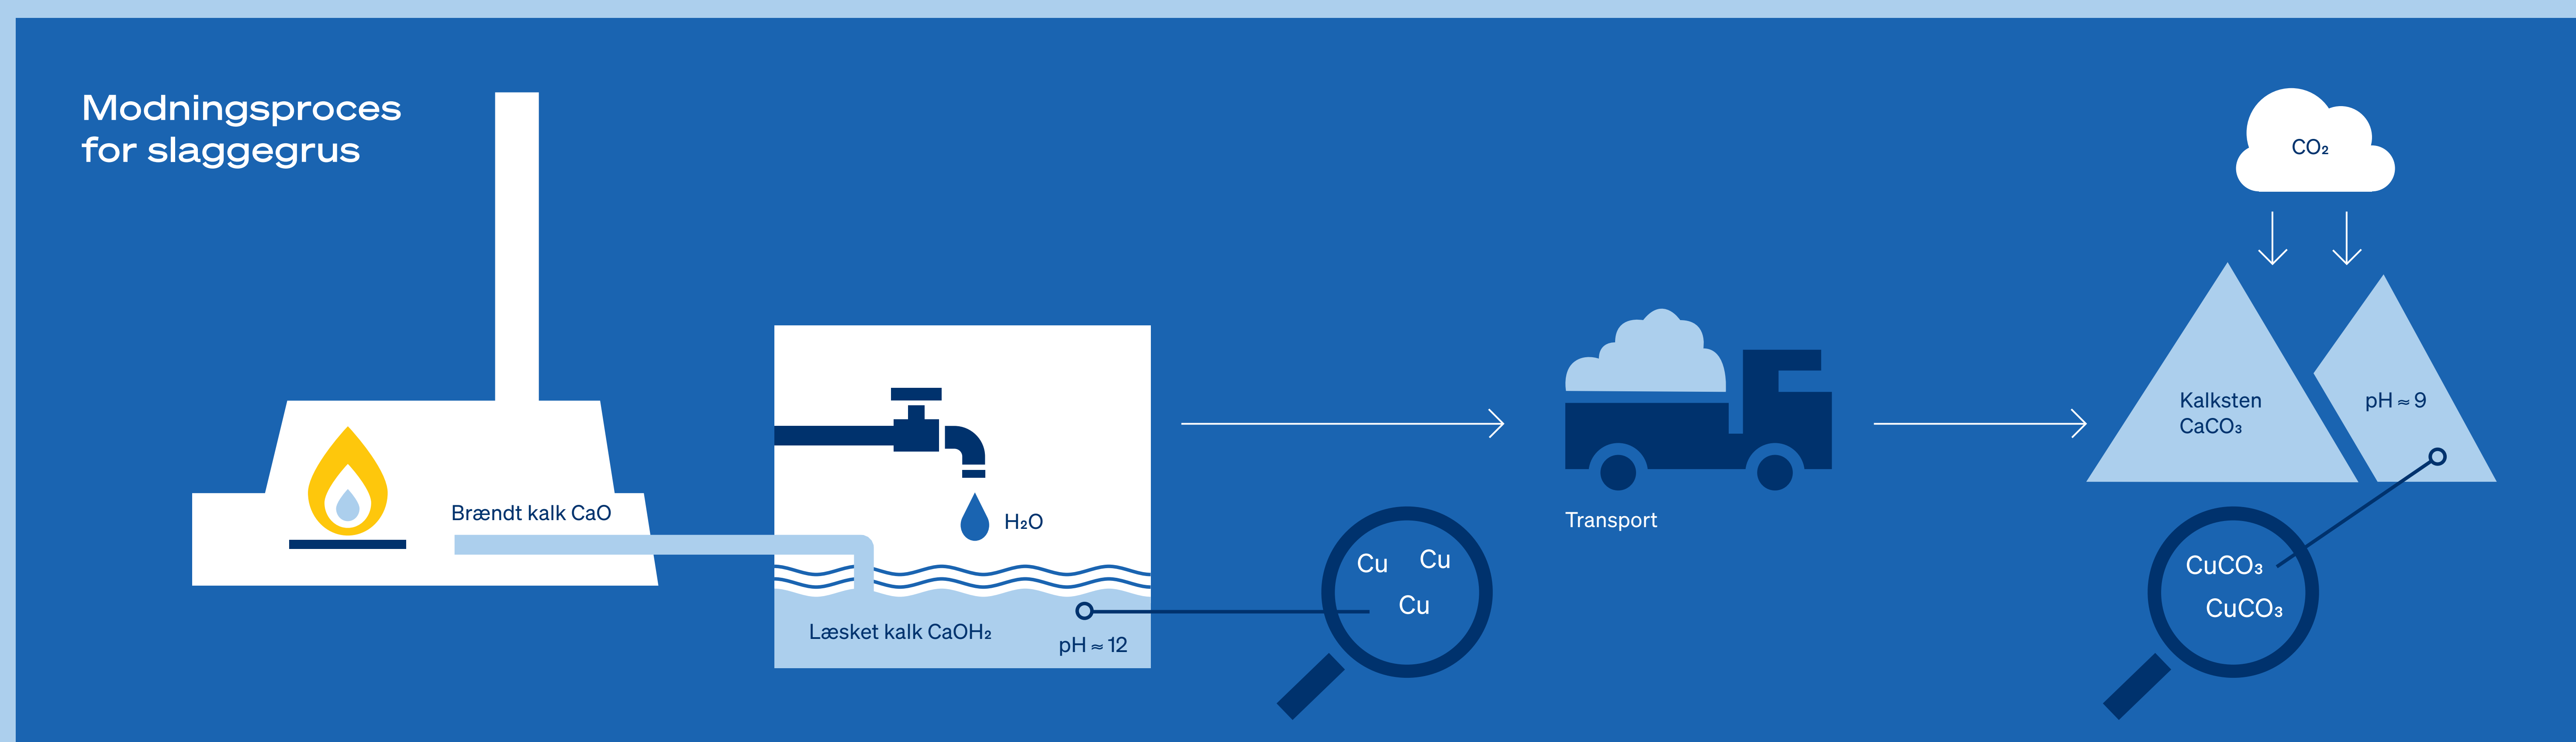 Modningsproces
for slaggegrus
Brændt kalk CaO
H₂O
Læsket kalk CaOH₂
pH ≈ 12
Cu Cu
Cu
Transport
CO₂
Kalksten
CaCO₃
pH ≈ 9
CuCO₃
CuCO₃